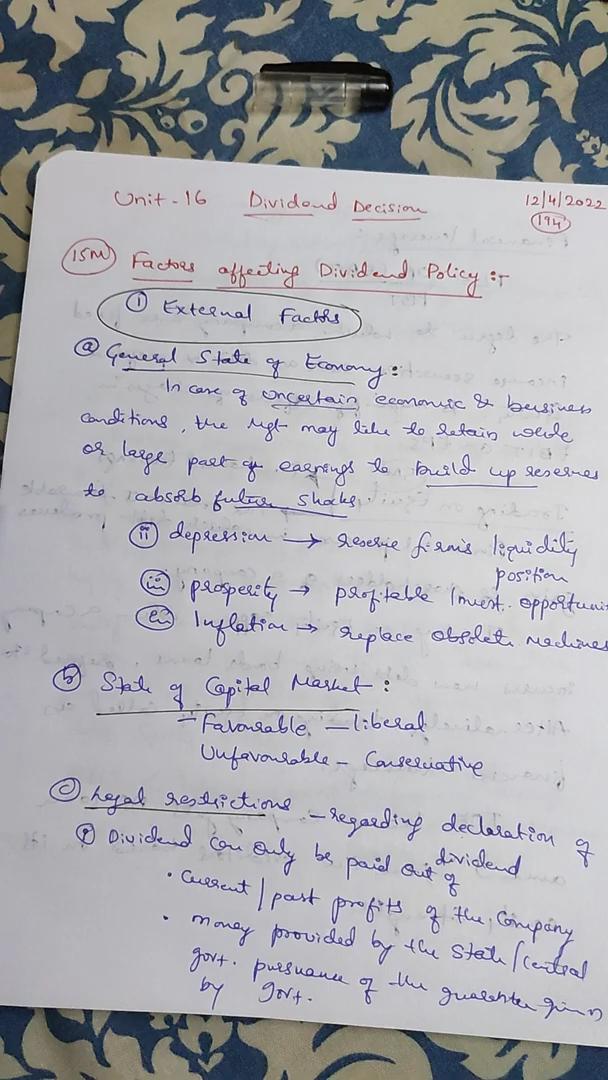 Unit-16 Dividend Decision
12/4/2022
194
15M Factors affecting Dividend Policy :-
① External Factors
ⓐ General State of Economy :
In case of uncertain economic & business
conditions, the mgt may like to retain whole
or large part of earnings to build up reserves
to absorb future shocks.
ⓘⓘ depression → reserve firm's liquidity
position
ⓘⓘⓘ prosperity → profitable Invest. opportuni
Inflation → replace obsolete machines
ⓑ State of Capital Market :
- Favourable - liberal
Unfavourable - Conservative
ⓒ Legal restrictions - regarding declaration of
dividend
ⓘ Dividend can only be paid out of
• Current / past profits of the Company
• money provided by the State / Central
govt. pursuance of the given
by govt.